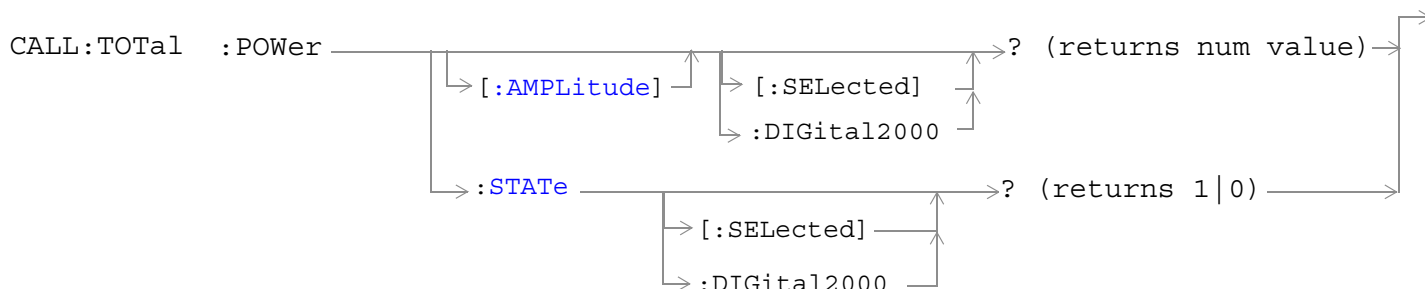 CALL:TOTal :POWer ? (returns num value)
[:AMPLitude] [:SELected]
:DIGital2000
:STATe ? (returns 1|0)
[:SELected]
:DIGital2000